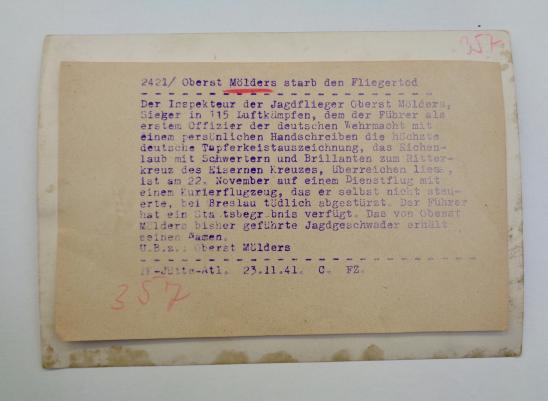 357.
2421/ Oberst Mölders starb den Fliegertod
Der Inspekteur der Jagdflieger Oberst Mölders,
Sieger in 115 Luftkämpfen, dem der Führer als
erstem Offizier der deutschen Wehrmacht mit
einem persönlichen Handschreiben die höchste
deutsche Tapferkeistauszeichnung, das Eichen-
laub mit Schwertern und Brillanten zum Ritter-
kreuz des Eisernen Kreuzes, überreichen liess,
ist am 22. November auf einem Dienstflug mit
einem Kurierflugzeug, das er selbst nicht steu-
erte, bei Breslau tödlich abgestürzt. Der Führer
hat ein Staatsbegräbnis verfügt. Das von Oberst
Mölders bisher geführte Jagdgeschwader erhält
seinen Namen.
U.B.z.: Oberst Mölders
23.11.41. C. FZ.
357